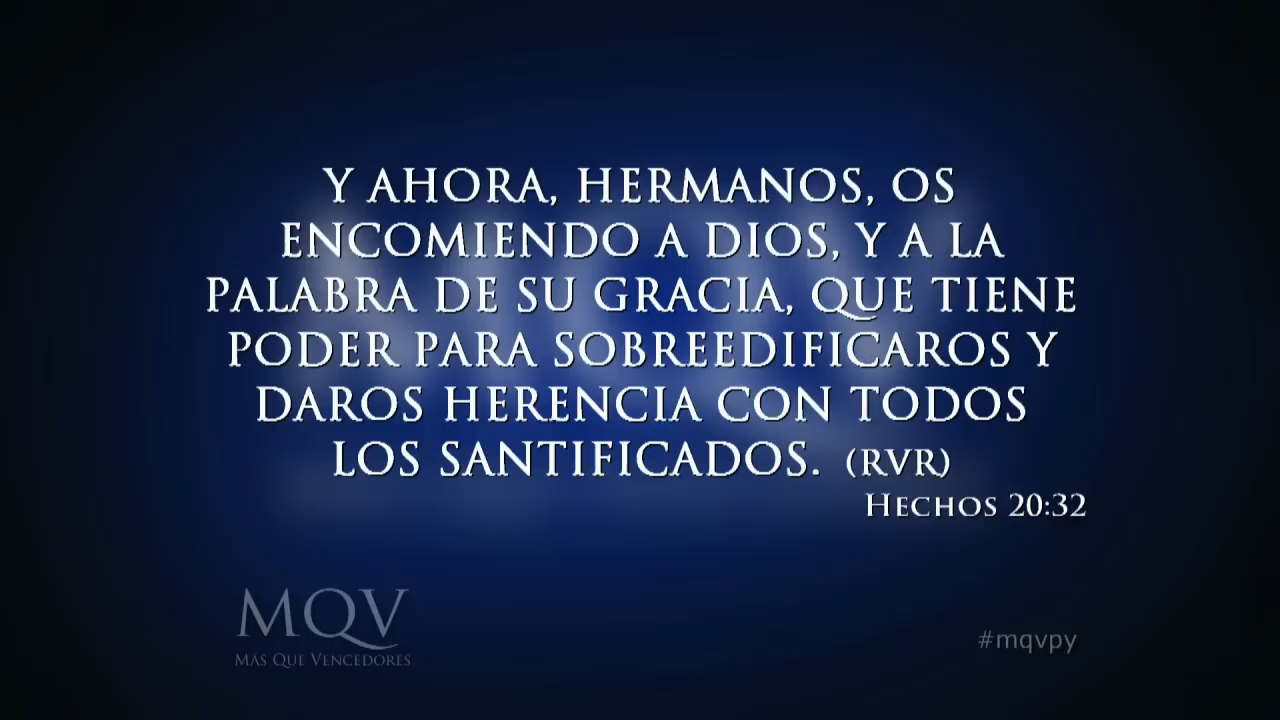 Y AHORA, HERMANOS, OS
ENCOMIENDO A DIOS, Y A LA
PALABRA DE SU GRACIA, QUE TIENE
PODER PARA SOBREEDIFICAROS Y
DAROS HERENCIA CON TODOS
LOS SANTIFICADOS. (RVR)
HECHOS 20:32
MQV
MÁS QUE VENCEDORES
#mqvpy